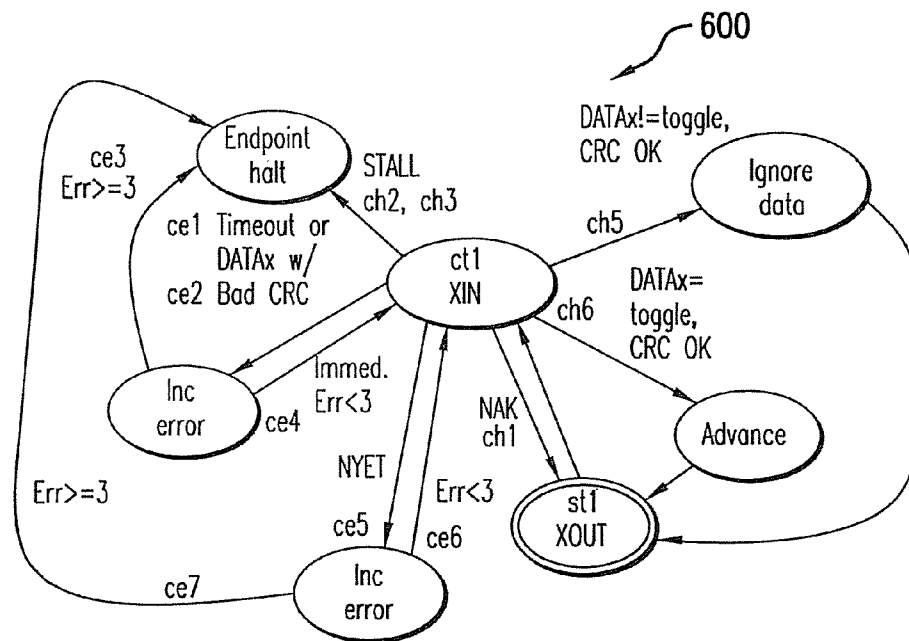 600
DATAx!=toggle,
CRC OK
Endpoint
halt
ce3
Err>=3
STALL
ch2, ch3
Ignore
data
ch5
ce1 Timeout or
DATAx w/
ce2 Bad CRC
ct1
XIN
DATAx=
toggle,
CRC OK
ch6
Immed.
Err<3
Inc
error
ce4
NAK
ch1
Advance
NYET
Err<3
Err>=3
st1
XOUT
ce5
ce6
ce7
Inc
error